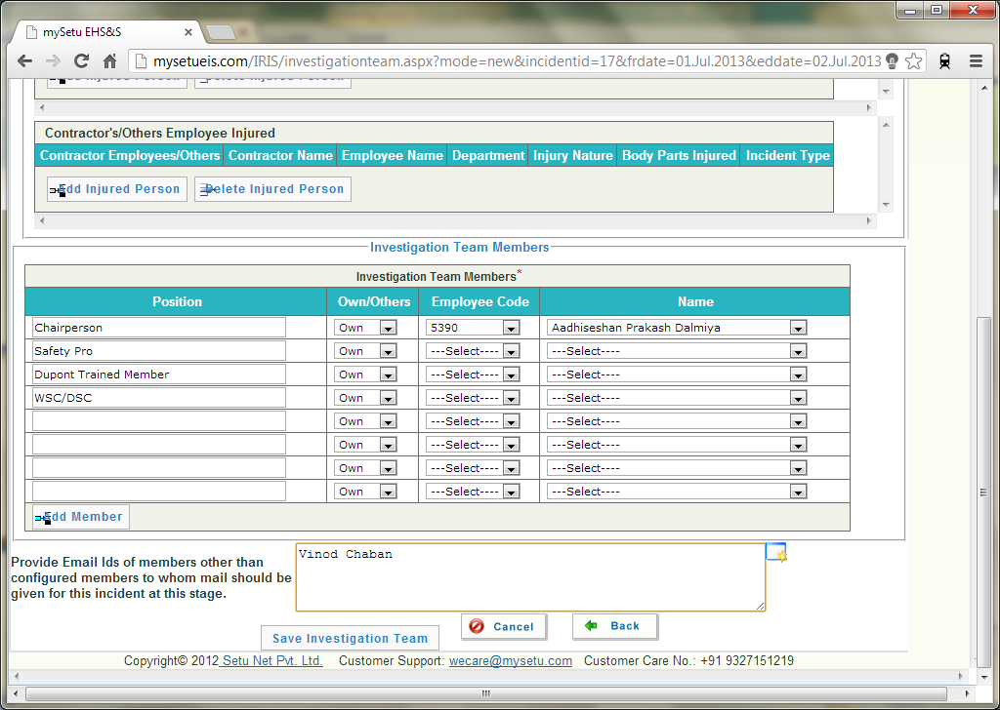 mySetu EHS&S
mysetueis.com/IRIS/investigationteam.aspx?mode=new&incidentid=17&frdate=01.Jul.2013&eddate=02.Jul.2013
Contractor's/Others Employee Injured
Contractor Employees/Others Contractor Name Employee Name Department Injury Nature Body Parts Injured Incident Type
Add Injured Person Delete Injured Person
Investigation Team Members
Investigation Team Members*
Position Own/Others Employee Code Name
Chairperson Own 5390 Aadhiseshan Prakash Dalmiya
Safety Pro Own ---Select---- ---Select----
Dupont Trained Member Own ---Select---- ---Select----
WSC/DSC Own ---Select---- ---Select----
Own ---Select---- ---Select----
Own ---Select---- ---Select----
Own ---Select---- ---Select----
Own ---Select---- ---Select----
Add Member
Provide Email Ids of members other than
configured members to whom mail should be
given for this incident at this stage.
Vinod Chaban
Save Investigation Team Cancel Back
Copyright© 2012 Setu Net Pvt. Ltd. Customer Support: wecare@mysetu.com Customer Care No.: +91 9327151219